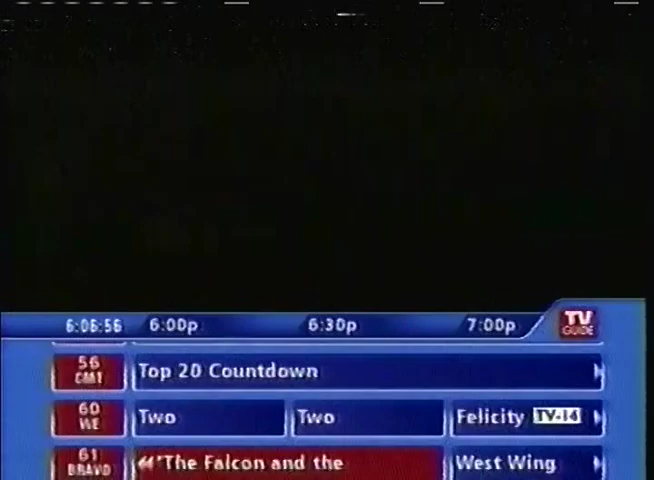 6:06:56 6:00p 6:30p 7:00p TV GUIDE
56 CMT Top 20 Countdown
60 WE Two Two Felicity TV-14
61 BRAVO "The Falcon and the West Wing